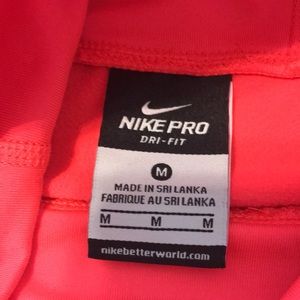 NIKE PRO
DRI-FIT
M
MADE IN SRI LANKA
FABRIQUE AU SRI LANKA
M M M
nikebetterworld.com